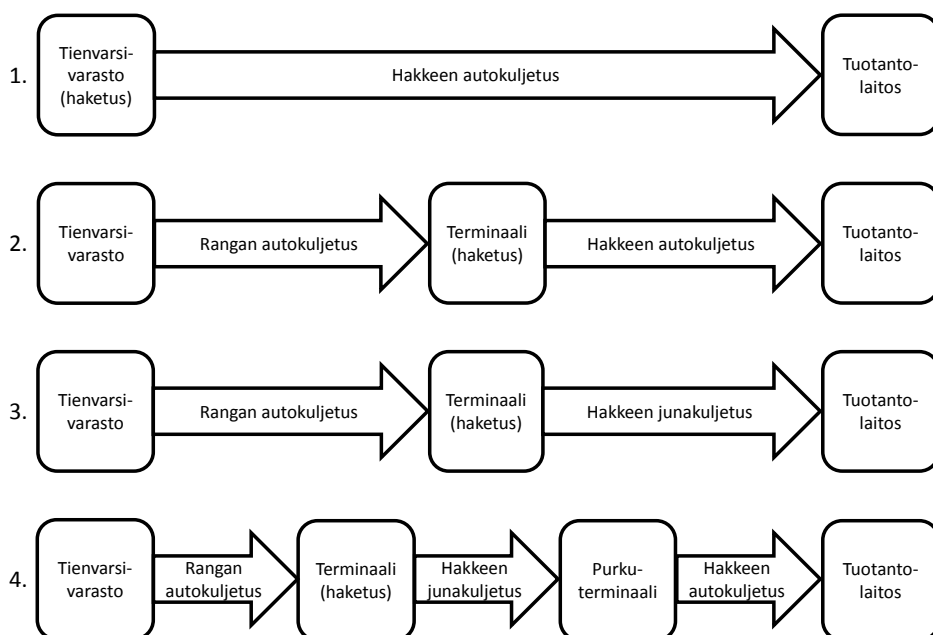 1.
Tienvarsi-
varasto
(haketus)
Hakkeen autokuljetus
Tuotanto-
laitos
2.
Tienvarsi-
varasto
Rangan autokuljetus
Terminaali
(haketus)
Hakkeen autokuljetus
Tuotanto-
laitos
3.
Tienvarsi-
varasto
Rangan autokuljetus
Terminaali
(haketus)
Hakkeen junakuljetus
Tuotanto-
laitos
4.
Tienvarsi-
varasto
Rangan
autokuljetus
Terminaali
(haketus)
Hakkeen
junakuljetus
Purku-
terminaali
Hakkeen
autokuljetus
Tuotanto-
laitos